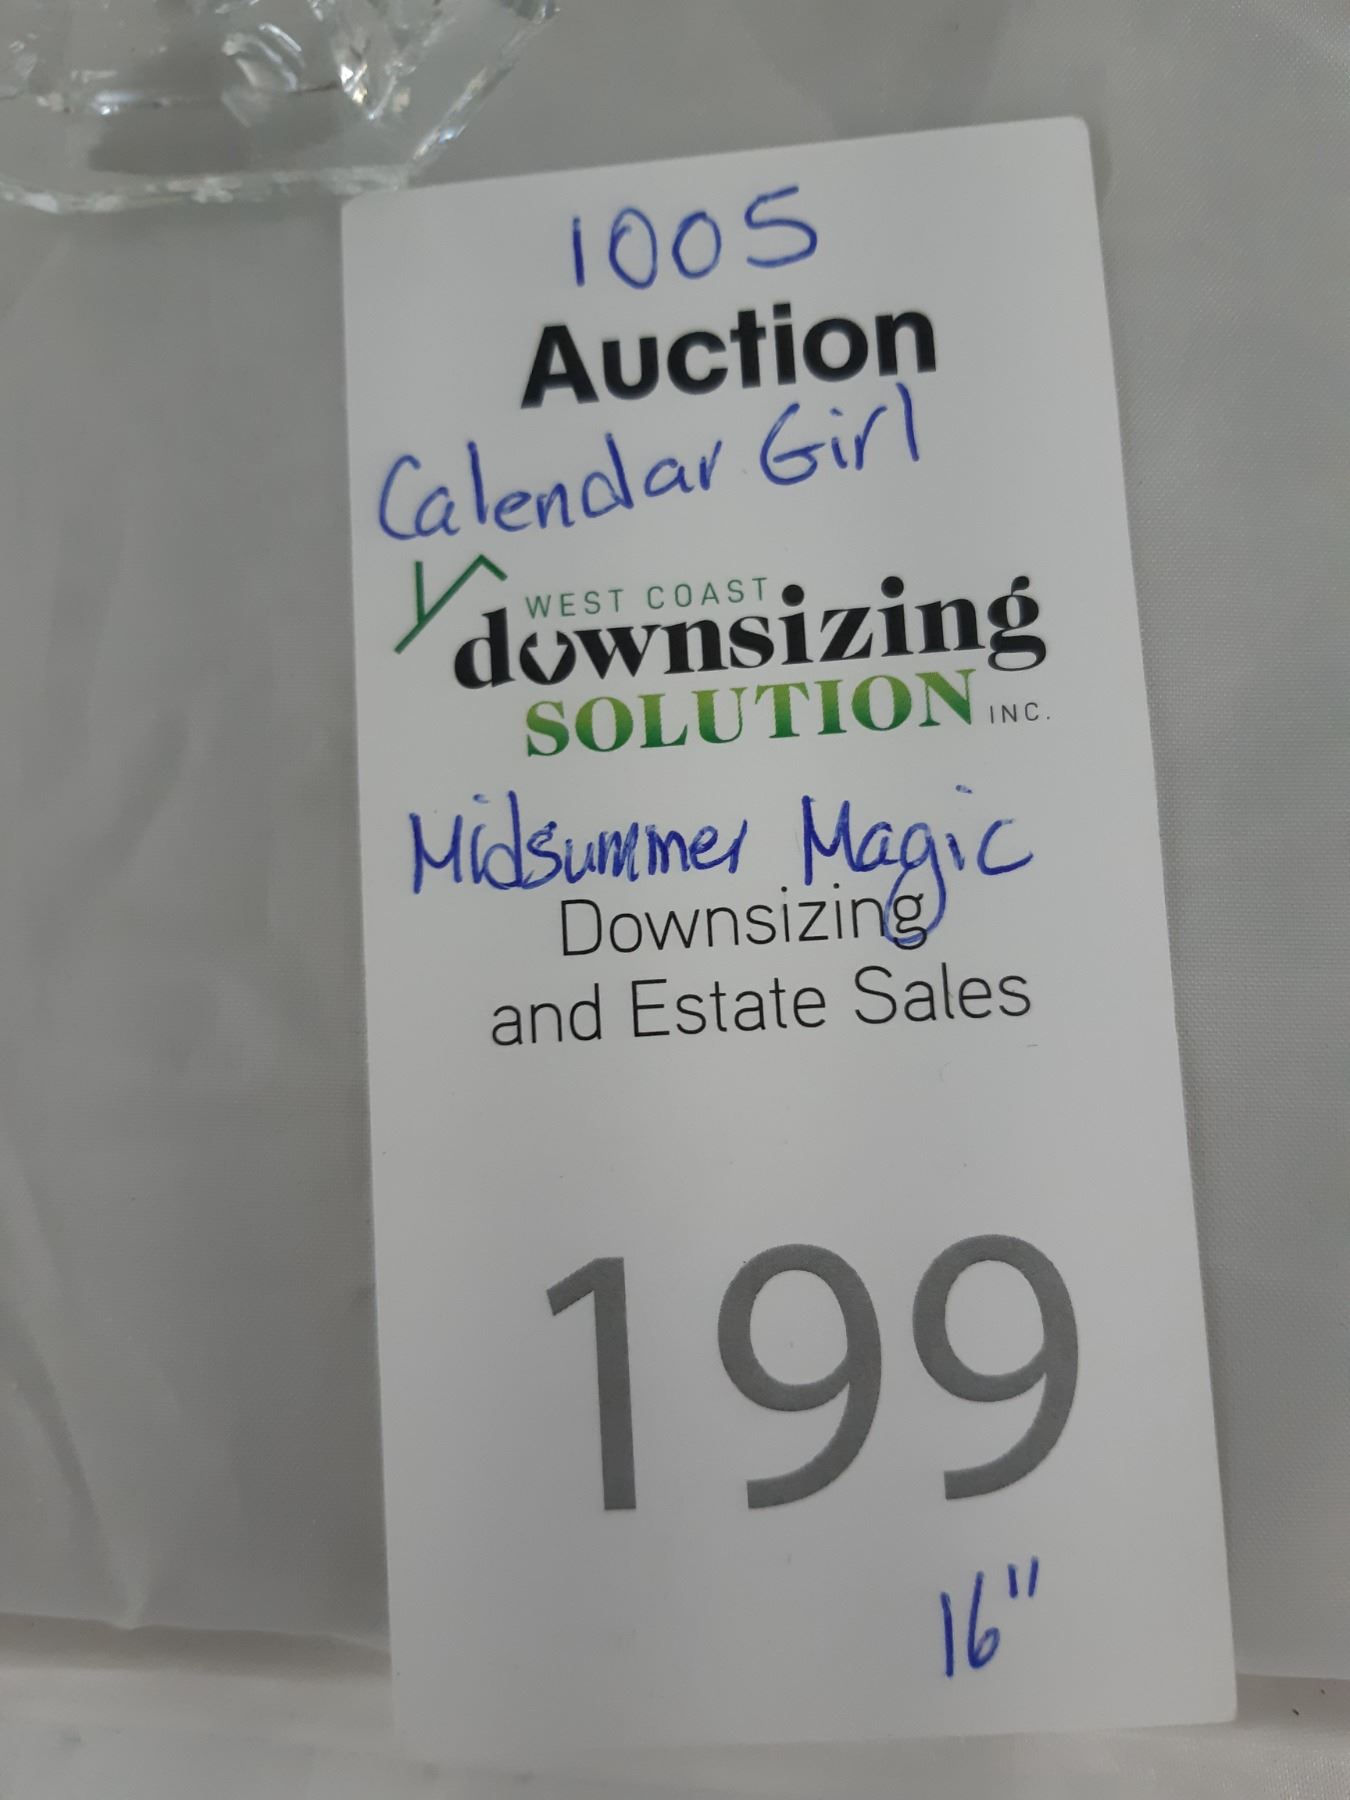 1005
Auction
Calendar Girl
WEST COAST
downsizing
SOLUTION INC.
Midsummer Magic
Downsizing
and Estate Sales
199
16"